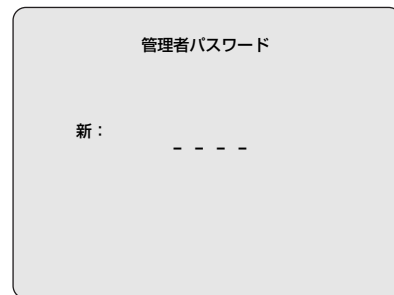 管理者パスワード
新：
– – – –